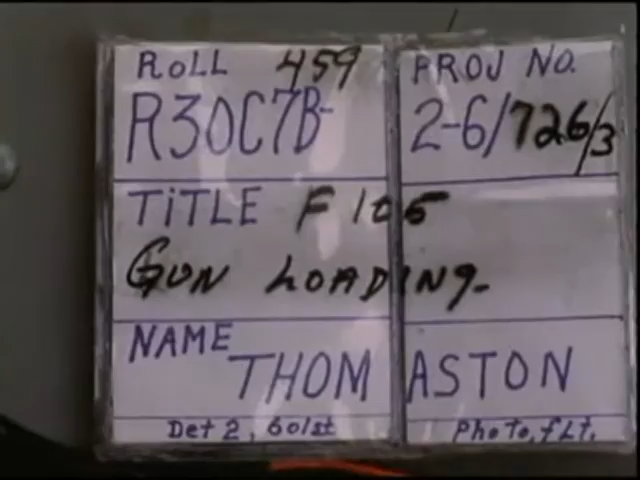 ROLL 459 PROJ NO.
R30C7B- 2-6/726/3
TiTLE F 105
GUN LOADING.
NAME
THOMASTON
Det 2, 601st Photo, fLt.